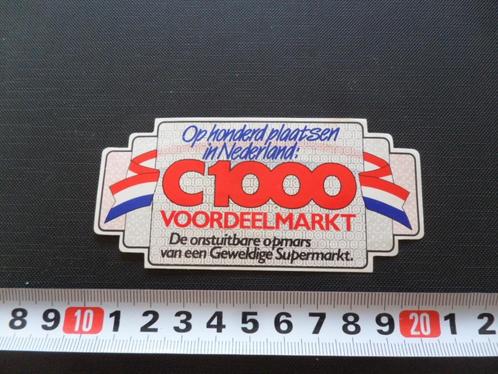 Op honderd plaatsen
in Nederland:
C1000
VOORDEELMARKT
De onstuitbare opmars
van een Geweldige Supermarkt.
8 9 10 1 2 3 4 5 6 7 8 9 20 1 2